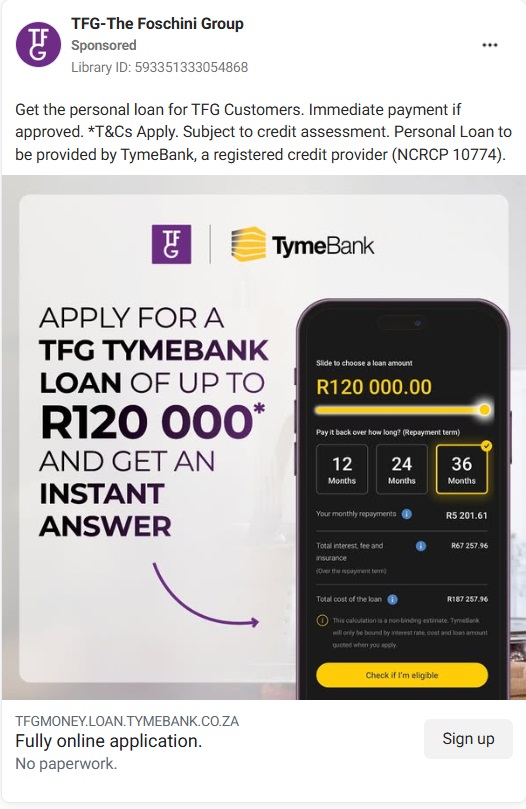 TFG-The Foschini Group
Sponsored
Library ID: 593351333054868
Get the personal loan for TFG Customers. Immediate payment if
approved. *T&Cs Apply. Subject to credit assessment. Personal Loan to
be provided by TymeBank, a registered credit provider (NCRCP 10774).
TFG TymeBank
APPLY FOR A
TFG TYMEBANK
LOAN OF UP TO
R120 000*
AND GET AN
INSTANT
ANSWER
Slide to choose a loan amount
R120 000.00
Pay it back over how long? (Repayment term)
12 24 36
Months Months Months
Your monthly repayments R5 201.61
Total interest, fee and R67 257.96
insurance
(Over the repayment term)
Total cost of the loan R187 257.96
This calculation is a non-binding estimate. TymeBank
will only be bound by interest rate, cost and loan amount
quoted when you apply.
Check if I'm eligible
TFGMONEY.LOAN.TYMEBANK.CO.ZA
Fully online application.
No paperwork.
Sign up